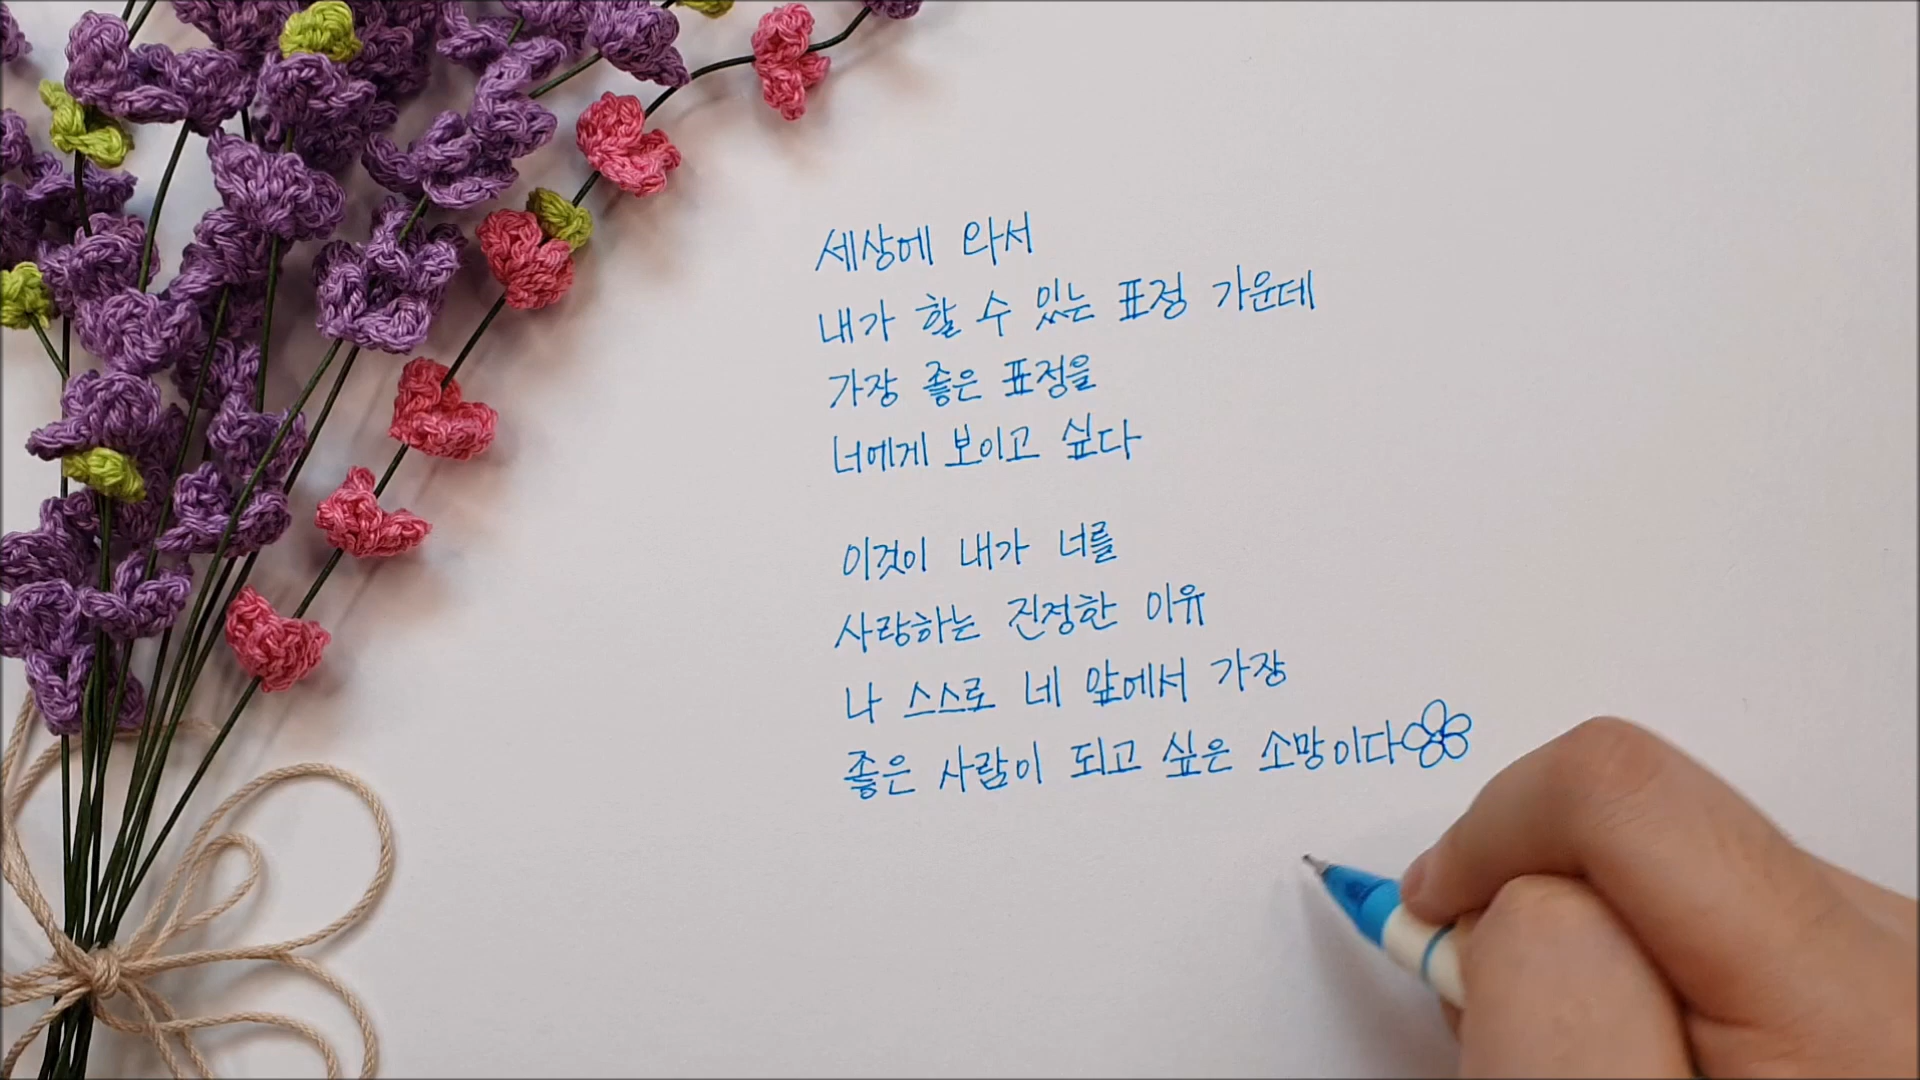 세상에 와서
내가 할 수 있는 표정 가운데
가장 좋은 표정을
너에게 보이고 싶다
이것이 내가 너를
사랑하는 진정한 이유
나 스스로 네 앞에서 가장
좋은 사람이 되고 싶은 소망이다